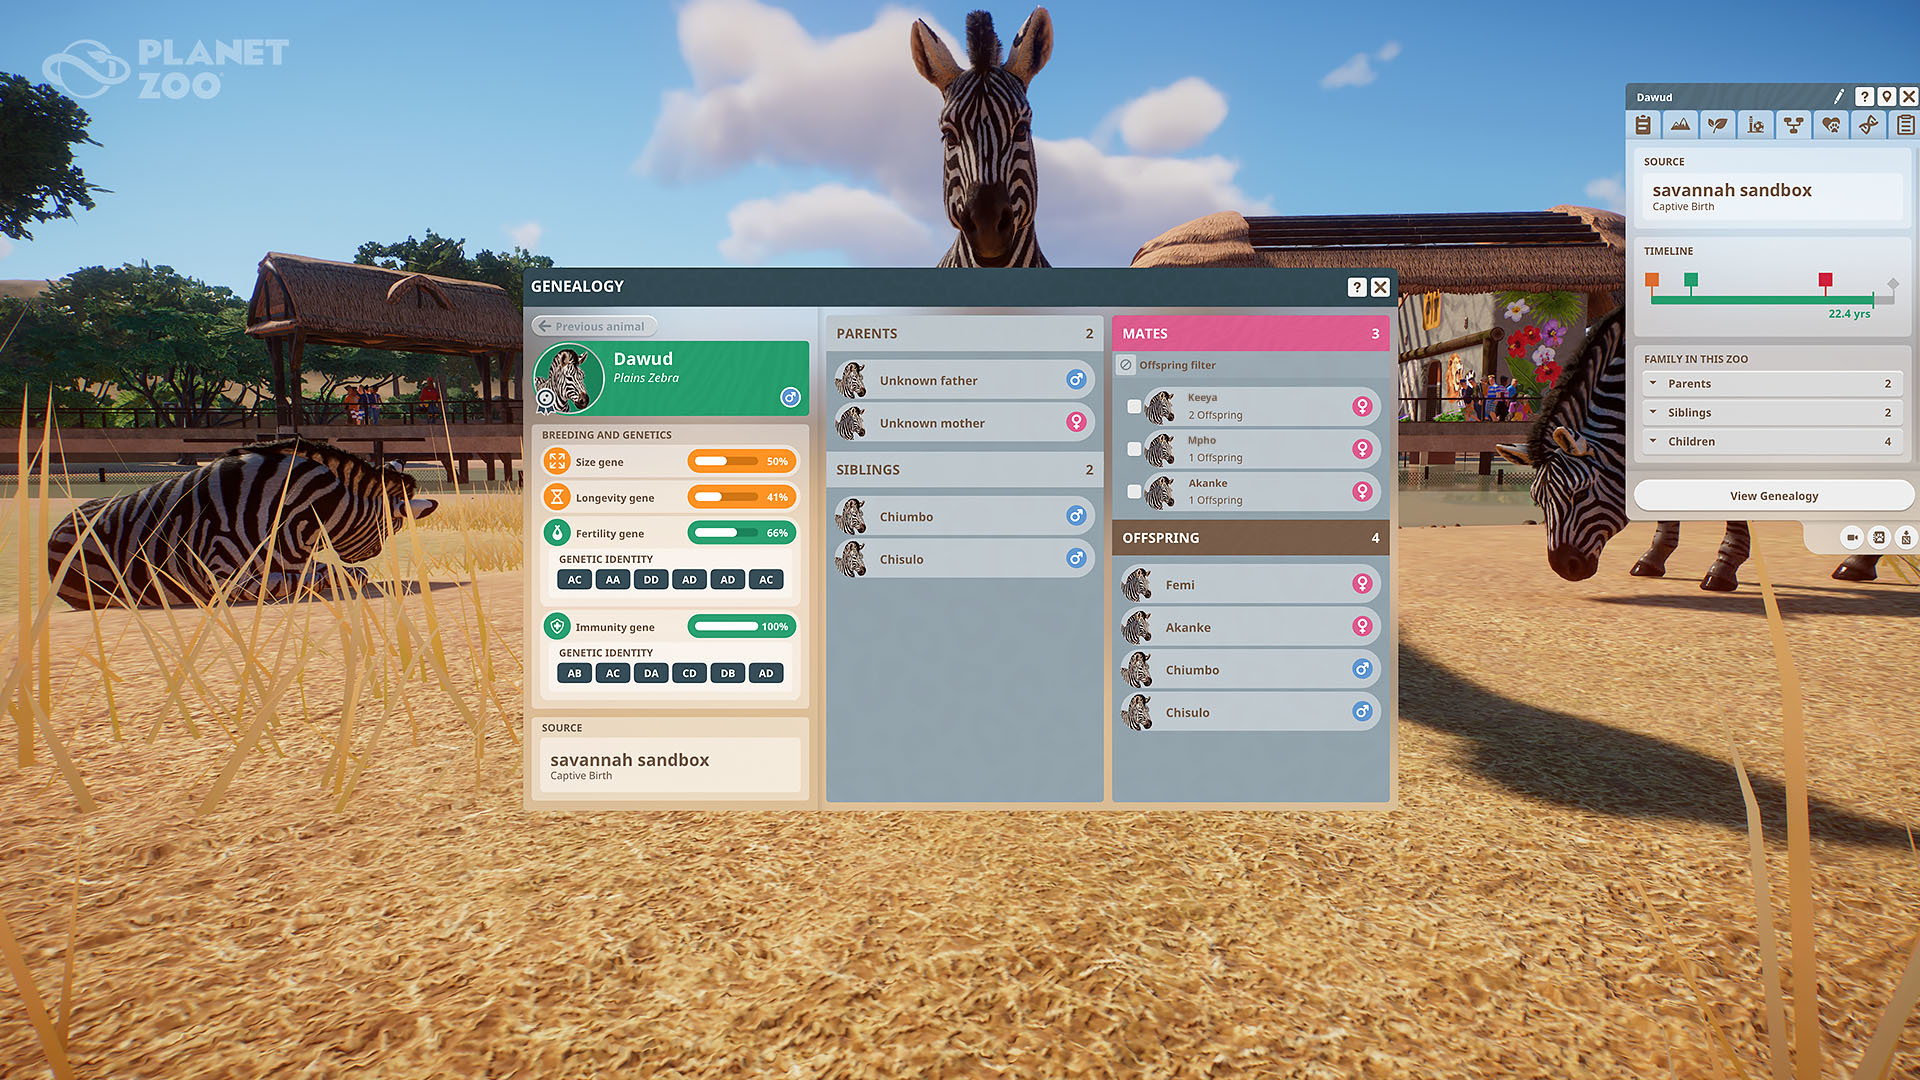 PLANET
ZOO
GENEALOGY
?
Previous animal
Dawud
Plains Zebra
BREEDING AND GENETICS
Size gene 50%
Longevity gene 41%
Fertility gene 66%
GENETIC IDENTITY
AC AA DD AD AD AC
Immunity gene 100%
GENETIC IDENTITY
AB AC DA CD DB AD
SOURCE
savannah sandbox
Captive Birth
PARENTS 2
Unknown father
Unknown mother
SIBLINGS 2
Chiumbo
Chisulo
MATES 3
Offspring filter
Keeya
2 Offspring
Mpho
1 Offspring
Akanke
1 Offspring
OFFSPRING 4
Femi
Akanke
Chiumbo
Chisulo
Dawud
?
SOURCE
savannah sandbox
Captive Birth
TIMELINE
22.4 yrs
FAMILY IN THIS ZOO
Parents 2
Siblings 2
Children 4
View Genealogy